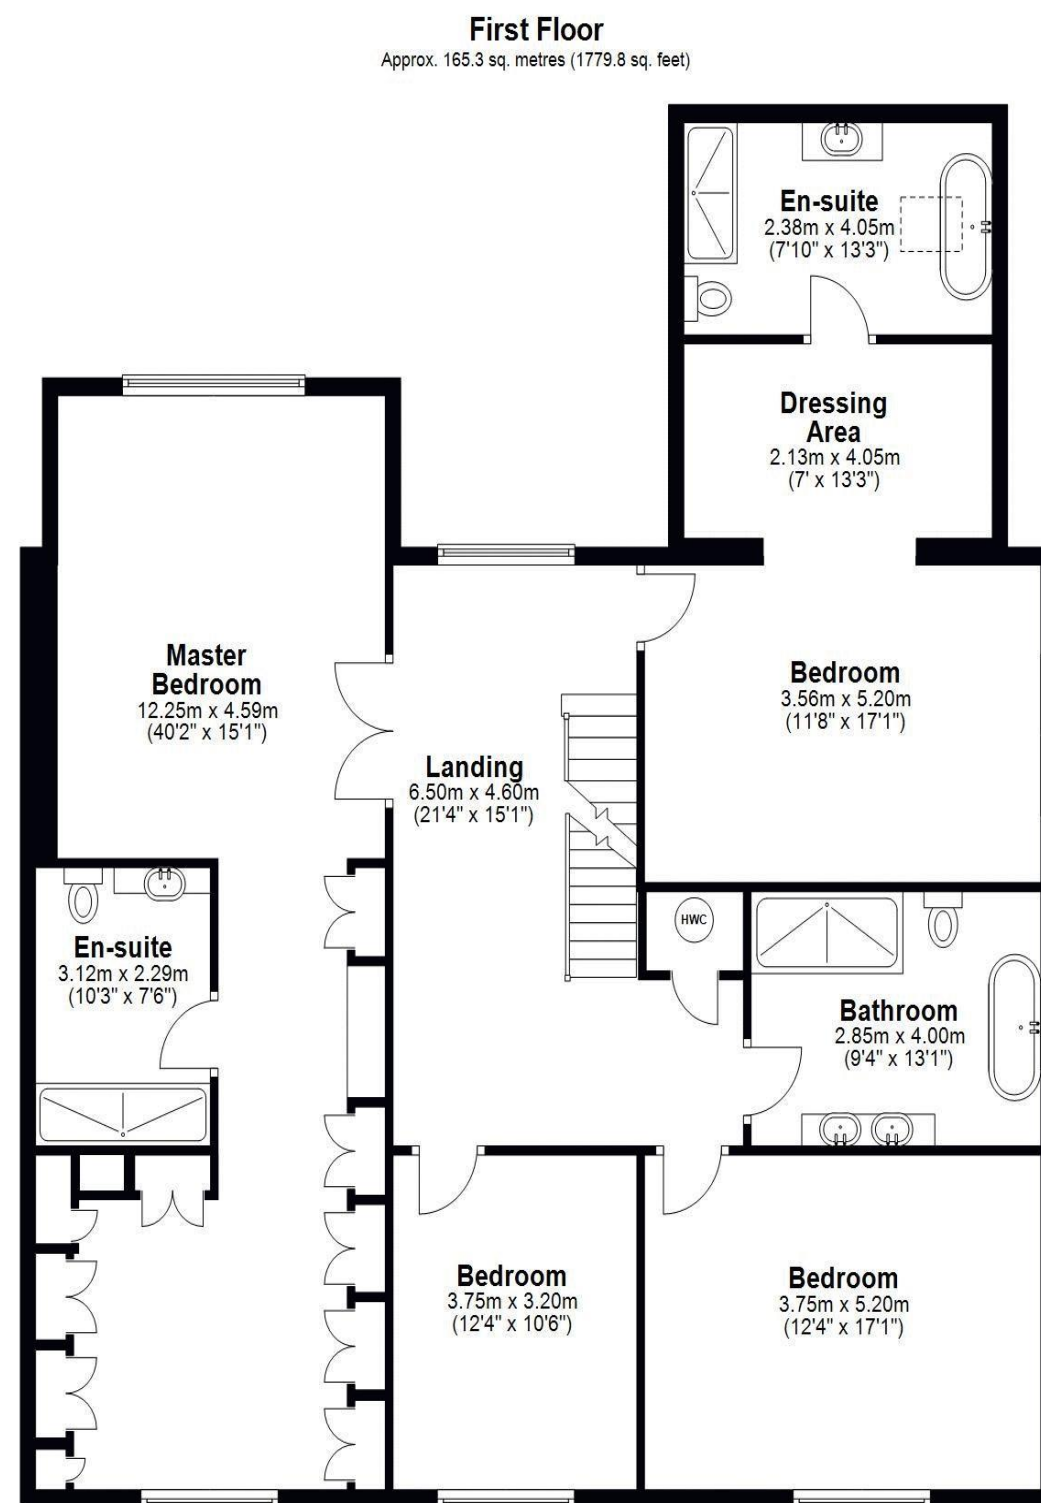 First Floor
Approx. 165.3 sq. metres (1779.8 sq. feet)
En-suite
2.38m x 4.05m
(7'10" x 13'3")
Dressing
Area
2.13m x 4.05m
(7' x 13'3")
Master
Bedroom
12.25m x 4.59m
(40'2" x 15'1")
Bedroom
3.56m x 5.20m
(11'8" x 17'1")
Landing
6.50m x 4.60m
(21'4" x 15'1")
HWC
En-suite
3.12m x 2.29m
(10'3" x 7'6")
Bathroom
2.85m x 4.00m
(9'4" x 13'1")
Bedroom
3.75m x 3.20m
(12'4" x 10'6")
Bedroom
3.75m x 5.20m
(12'4" x 17'1")